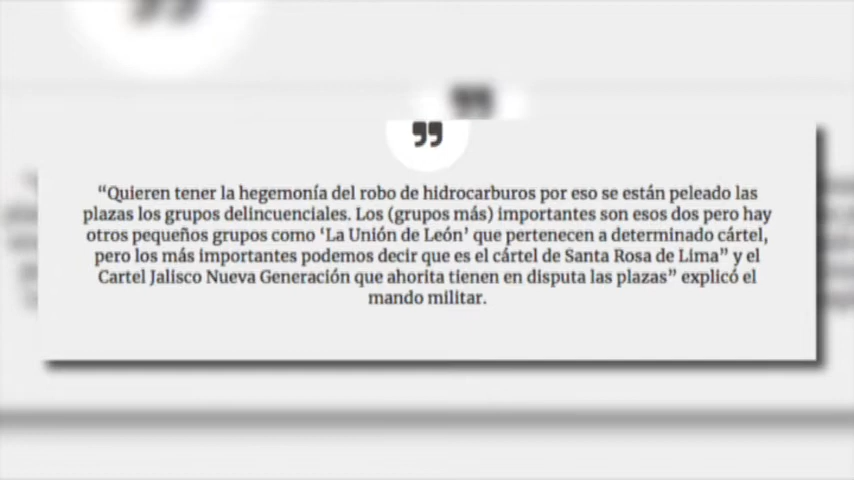 ”
“Quieren tener la hegemonía del robo de hidrocarburos por eso se están peleado las
plazas los grupos delincuenciales. Los (grupos más) importantes son esos dos pero hay
otros pequeños grupos como ‘La Unión de León’ que pertenecen a determinado cártel,
pero los más importantes podemos decir que es el cártel de Santa Rosa de Lima” y el
Cartel Jalisco Nueva Generación que ahorita tienen en disputa las plazas” explicó el
mando militar.